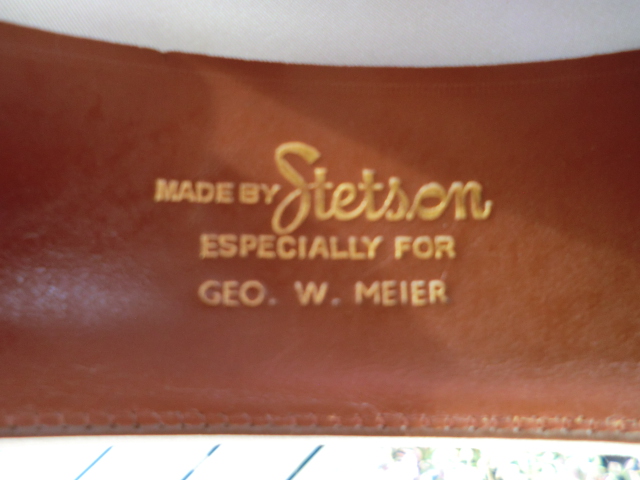 MADE BY Stetson
ESPECIALLY FOR
GEO. W. MEIER